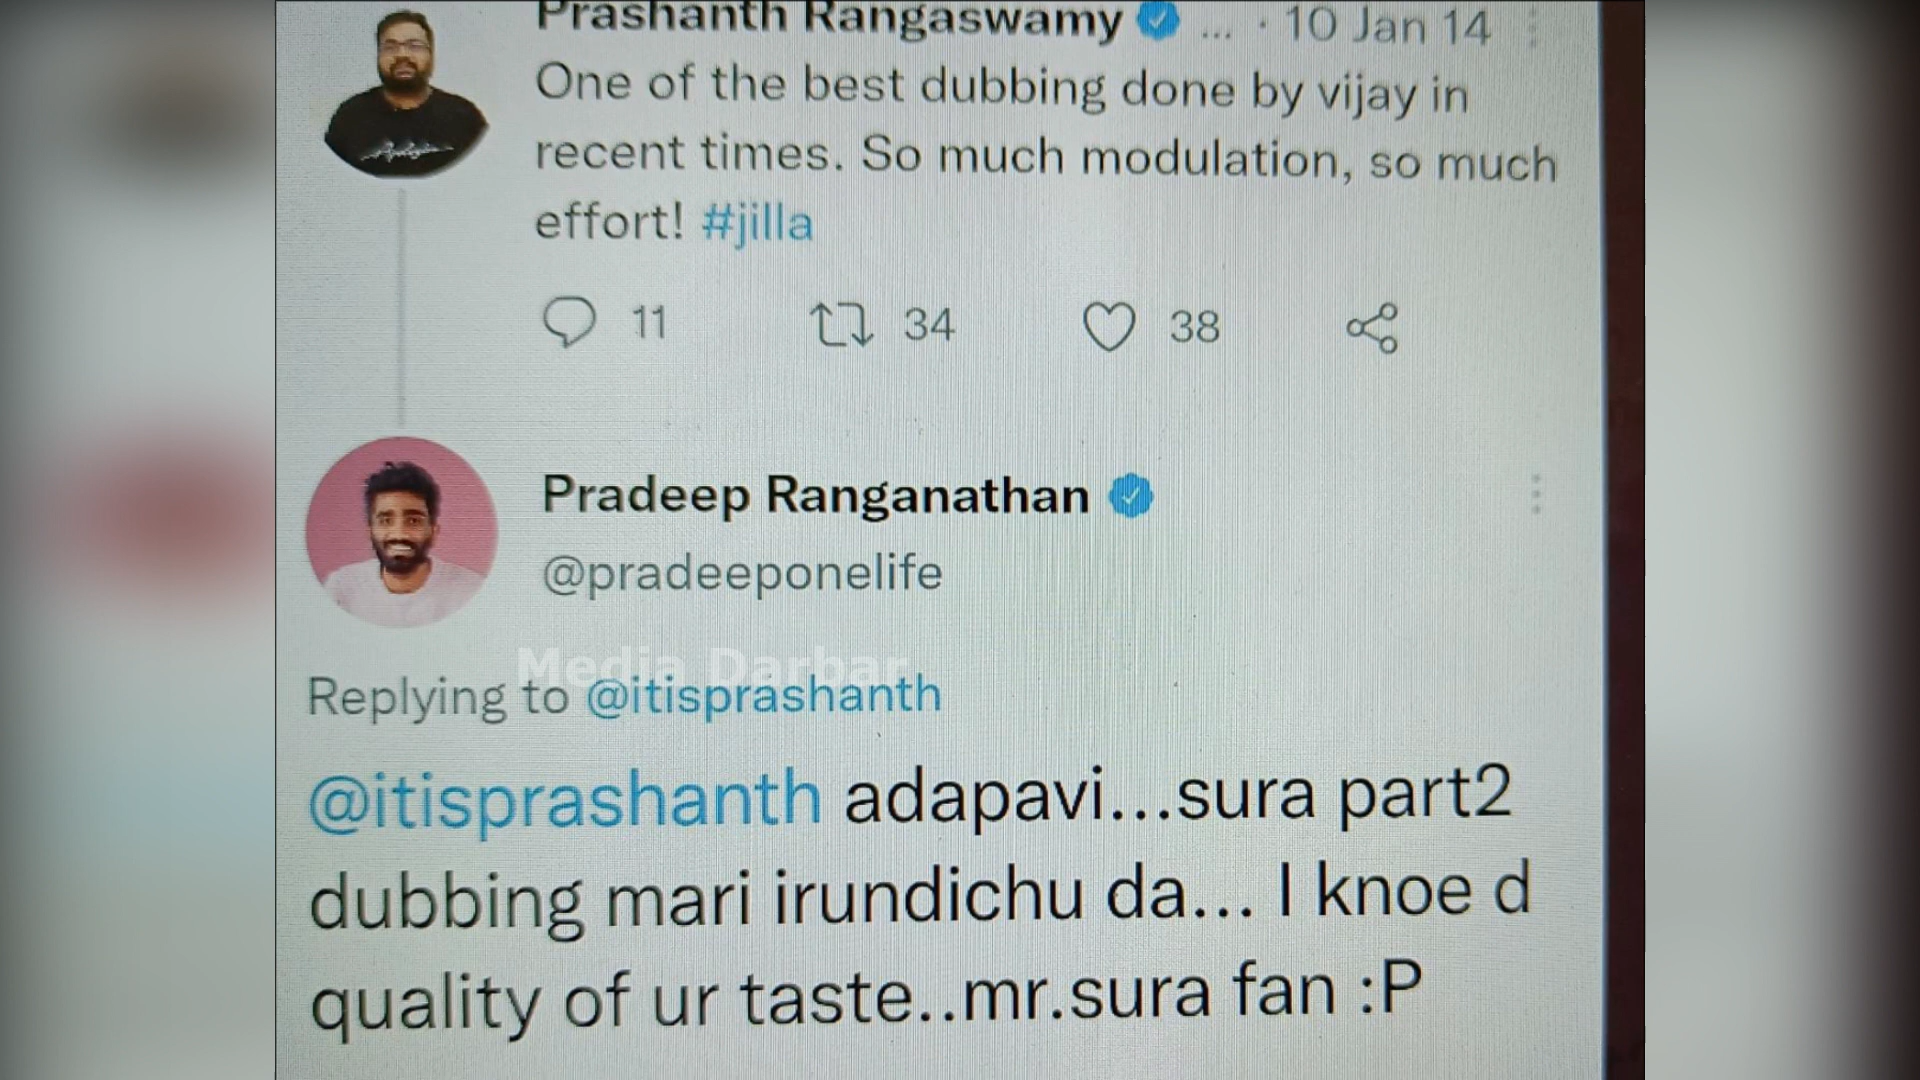 Prashanth Rangaswamy ... · 10 Jan 14
One of the best dubbing done by vijay in
recent times. So much modulation, so much
effort! #jilla
11 34 38
Pradeep Ranganathan
@pradeeponelife
Media Darbar
Replying to @itisprashanth
@itisprashanth adapavi...sura part2
dubbing mari irundichu da... I knoe d
quality of ur taste..mr.sura fan :P